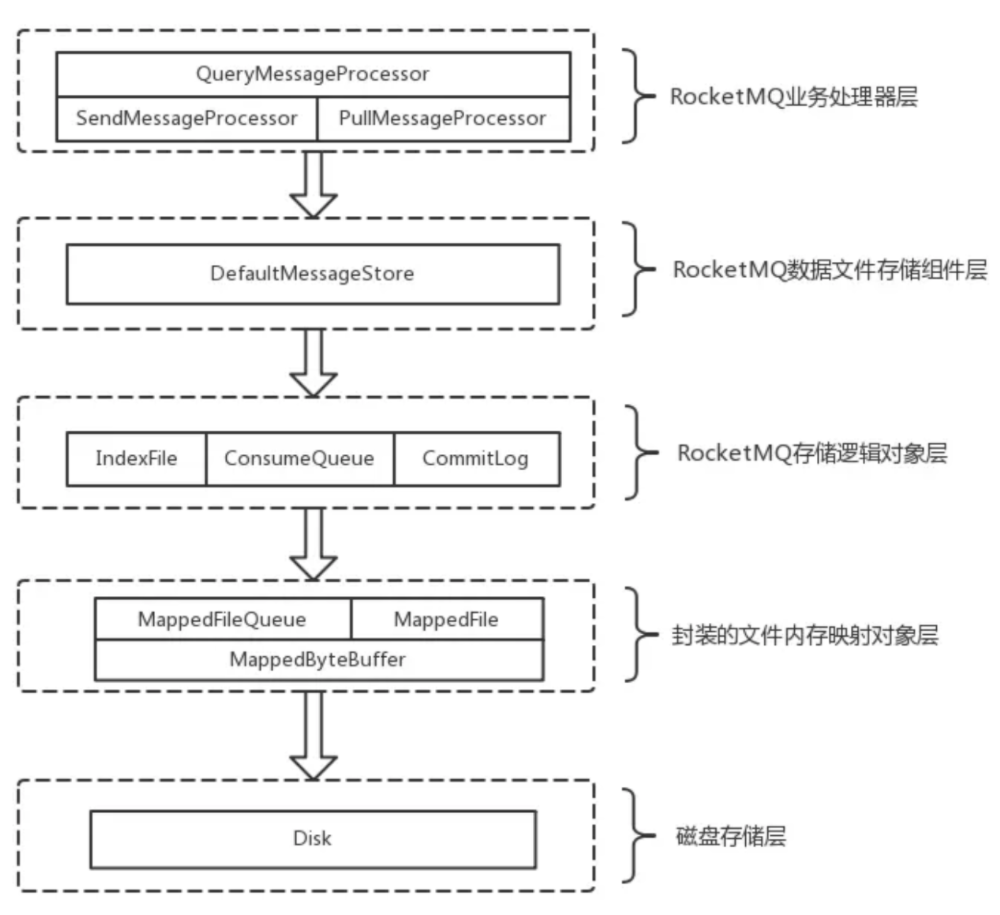 QueryMessageProcessor
SendMessageProcessor
PullMessageProcessor
RocketMQ业务处理器层
DefaultMessageStore
RocketMQ数据文件存储组件层
IndexFile
ConsumeQueue
CommitLog
RocketMQ存储逻辑对象层
MappedFileQueue
MappedFile
MappedByteBuffer
封装的文件内存映射对象层
Disk
磁盘存储层